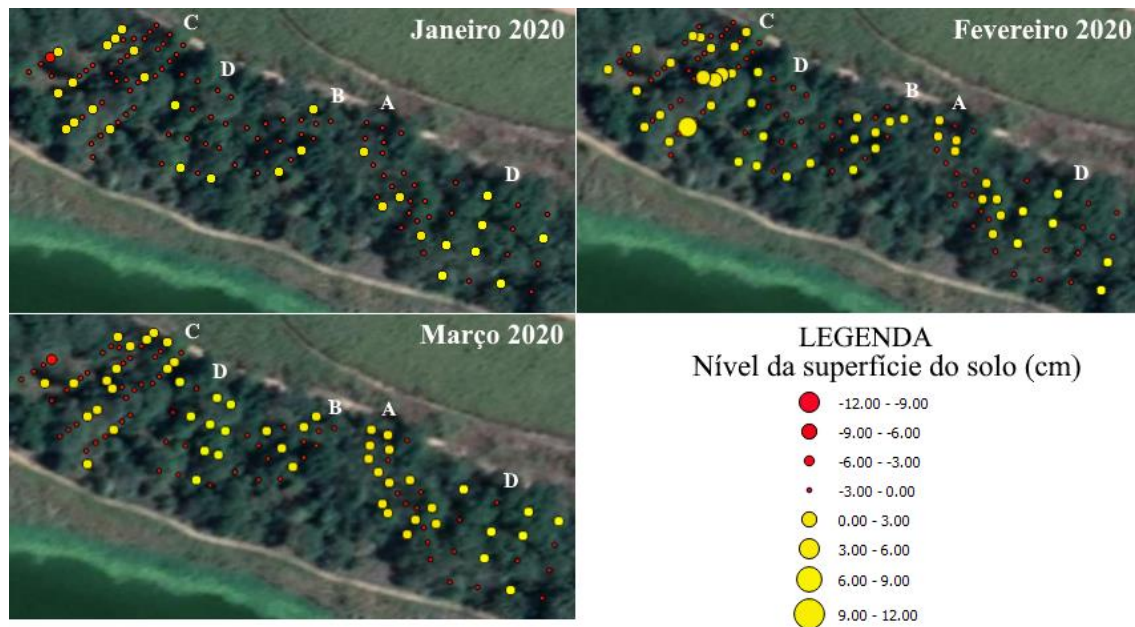 Janeiro 2020
C
D
B
A
D
Fevereiro 2020
C
D
B
A
D
Março 2020
C
D
B
A
D
LEGENDA
Nível da superfície do solo (cm)
-12.00 - -9.00
-9.00 - -6.00
-6.00 - -3.00
-3.00 - 0.00
0.00 - 3.00
3.00 - 6.00
6.00 - 9.00
9.00 - 12.00